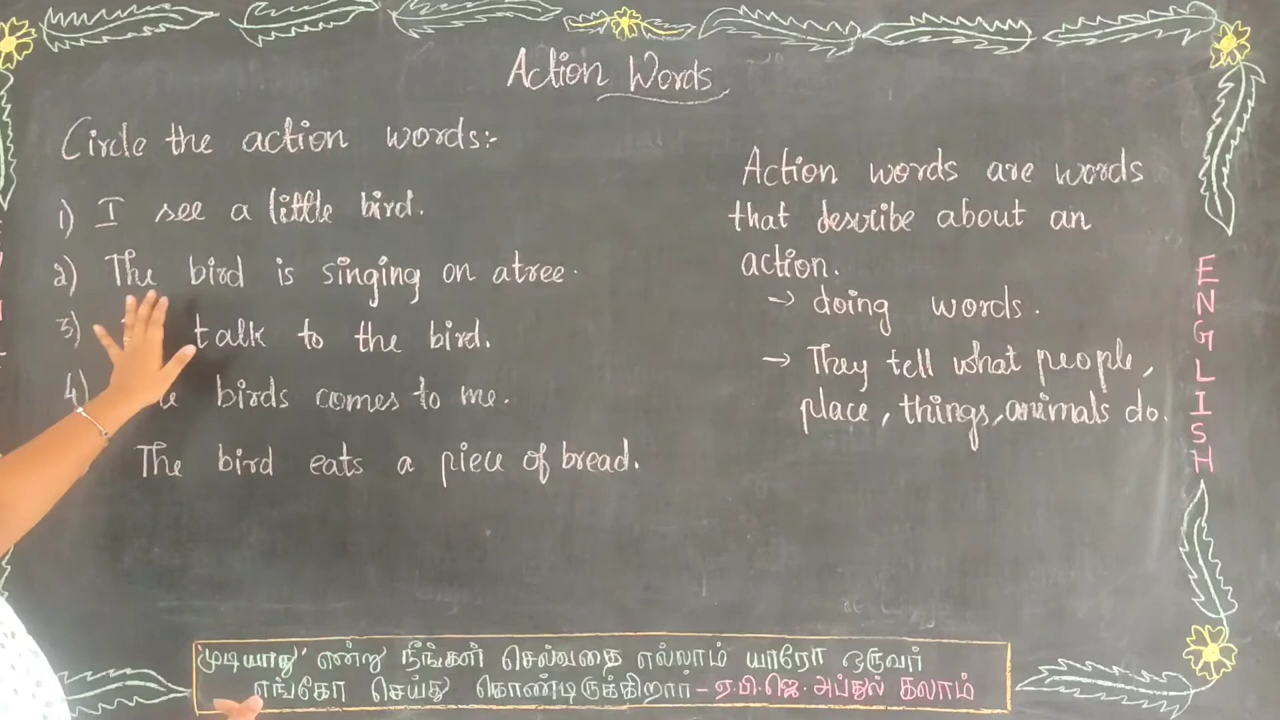 Action Words
Circle the action words:-
1) I see a little bird.
2) The bird is singing on atree.
3) talk to the bird.
4) birds comes to me.
The bird eats a piece of bread.
Action words are words
that describe about an
action.
→ doing words.
→ They tell what people,
place, things, animals do.
ENGLISH
'முடியாது' என்று நீங்கள் செல்வதை எல்லாம் யாரோ ஒருவர்
எங்கோ செய்து கொண்டிருக்கிறார் - ஏ.பி.ஜெ. அப்துல் கலாம்